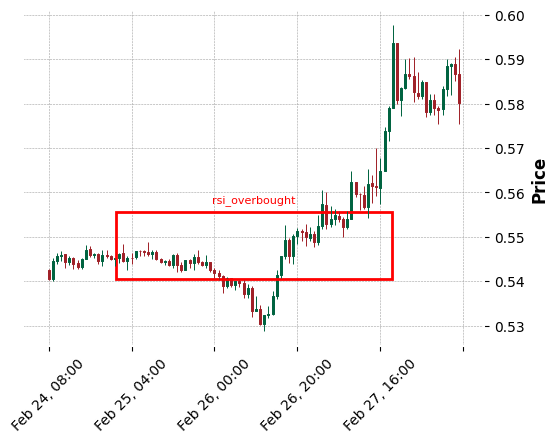 0.60
0.59
0.58
0.57
0.56
0.55
0.54
0.53
Price
rsi_overbought
Feb 24, 08:00
Feb 25, 04:00
Feb 26, 00:00
Feb 26, 20:00
Feb 27, 16:00